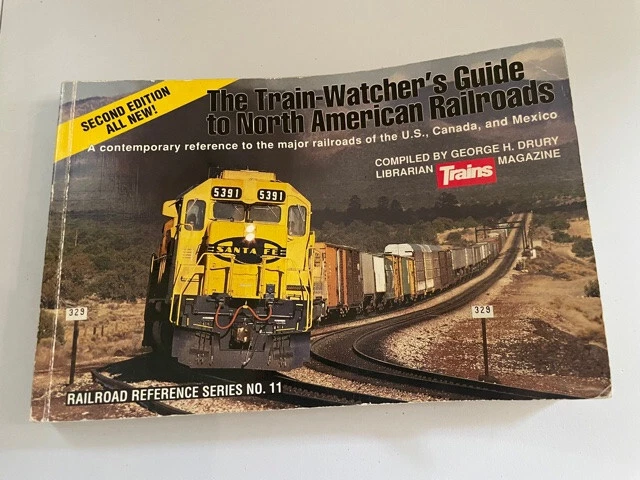 SECOND EDITION
ALL NEW!
The Train-Watcher's Guide
to North American Railroads
A contemporary reference to the major railroads of the U.S., Canada, and Mexico
COMPILED BY GEORGE H. DRURY
LIBRARIAN Trains MAGAZINE
5391 5391
SANTA FE
329
329
RAILROAD REFERENCE SERIES NO. 11